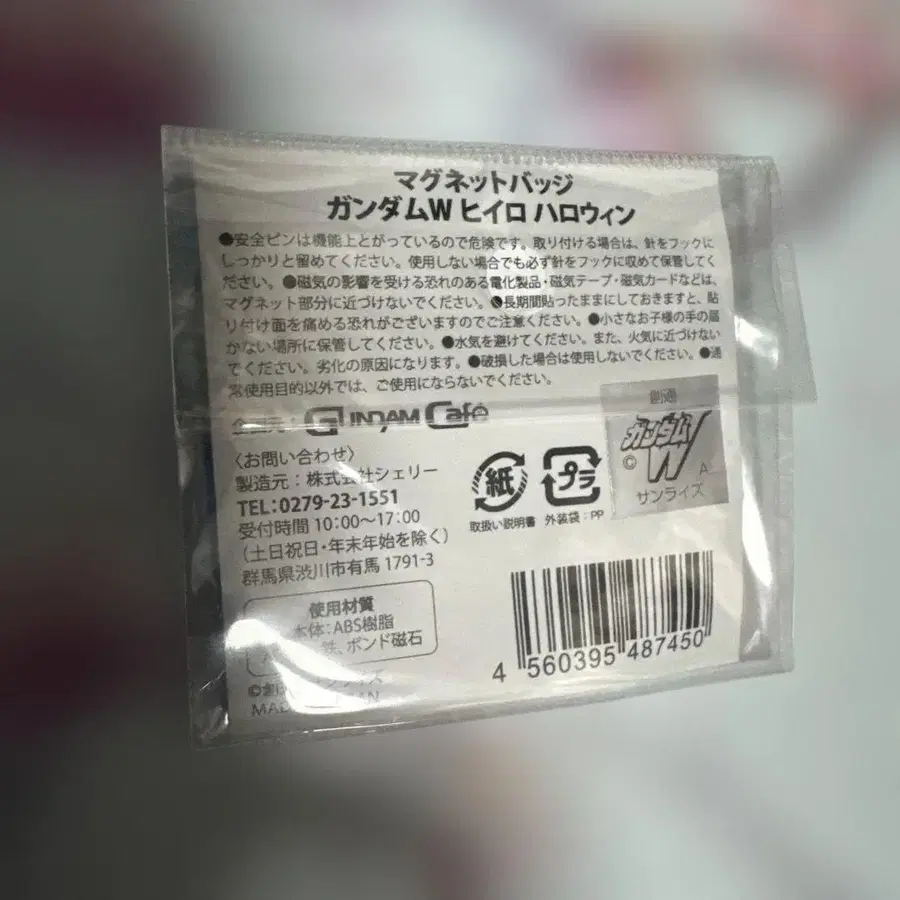 マグネットバッジ
ガンダムW ヒイロ ハロウィン
●安全ピンは機能上とがっているので危険です。取り付ける場合は、針をフックに
しっかりと留めてください。使用しない場合でも必ず針をフックに収めて保管してく
ださい。●磁気の影響を受ける恐れのある電化製品・磁気テープ・磁気カードなどは、
マグネット部分に近づけないでください。●長期間貼ったままにしておきますと、貼
り付け面を痛める恐れがございますのでご注意ください。●小さなお子様の手の届
かない場所に保管してください。●水気を避けてください。また、火気に近づけない
でください。劣化の原因になります。●破損した場合は使用しないでください。●通
常使用目的以外では、ご使用にならないでください。
GUNDAM Café
〈お問い合わせ〉
製造元：株式会社シェリー
TEL:0279-23-1551
受付時間 10:00～17:00
(土日祝日・年末年始を除く)
群馬県渋川市有馬 1791-3
使用材質
本体:ABS樹脂
鉄、ボンド磁石
紙
取扱い説明書
プラ
外装袋：PP
創通
ガンダムW
© A
サンライズ
4 560395 487450